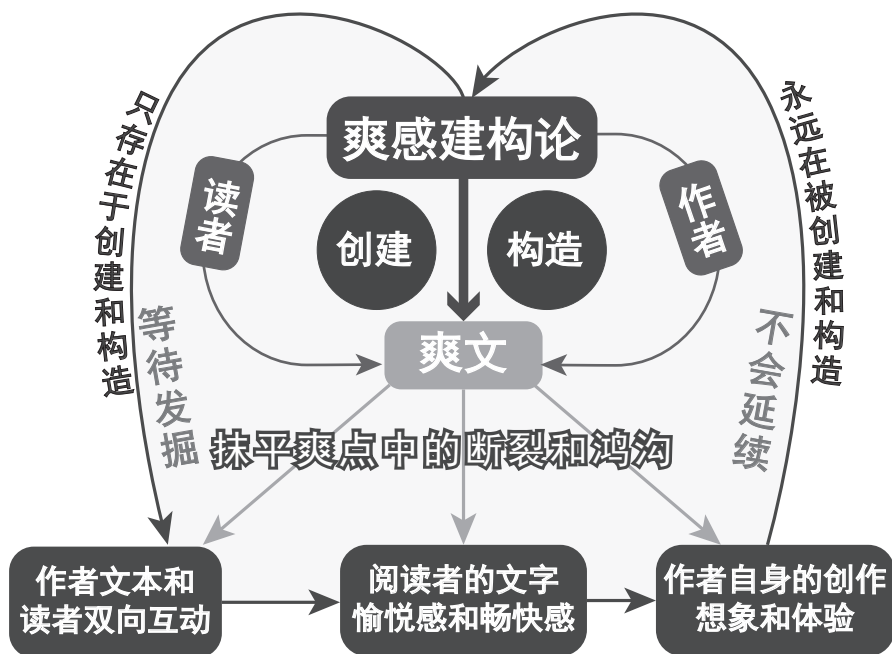 爽感建构论
读者
作者
创建
构造
爽文
只存在于创建和构造
永远在被创建和构造
等待发掘
不会延续
抹平爽点中的断裂和鸿沟
作者文本和
读者双向互动
阅读者的文字
愉悦感和畅快感
作者自身的创作
想象和体验